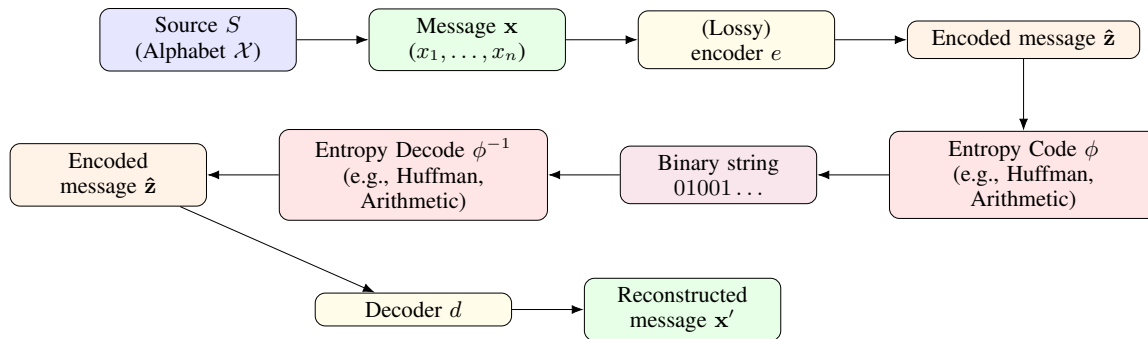 Source S
(Alphabet 𝒳)
Message 𝐱
(x₁, . . . , xₙ)
(Lossy)
encoder e
Encoded message 𝐳̂
Encoded
message 𝐳̂
Entropy Decode ϕ⁻¹
(e.g., Huffman,
Arithmetic)
Binary string
01001 . . .
Entropy Code ϕ
(e.g., Huffman,
Arithmetic)
Decoder d
Reconstructed
message 𝐱′